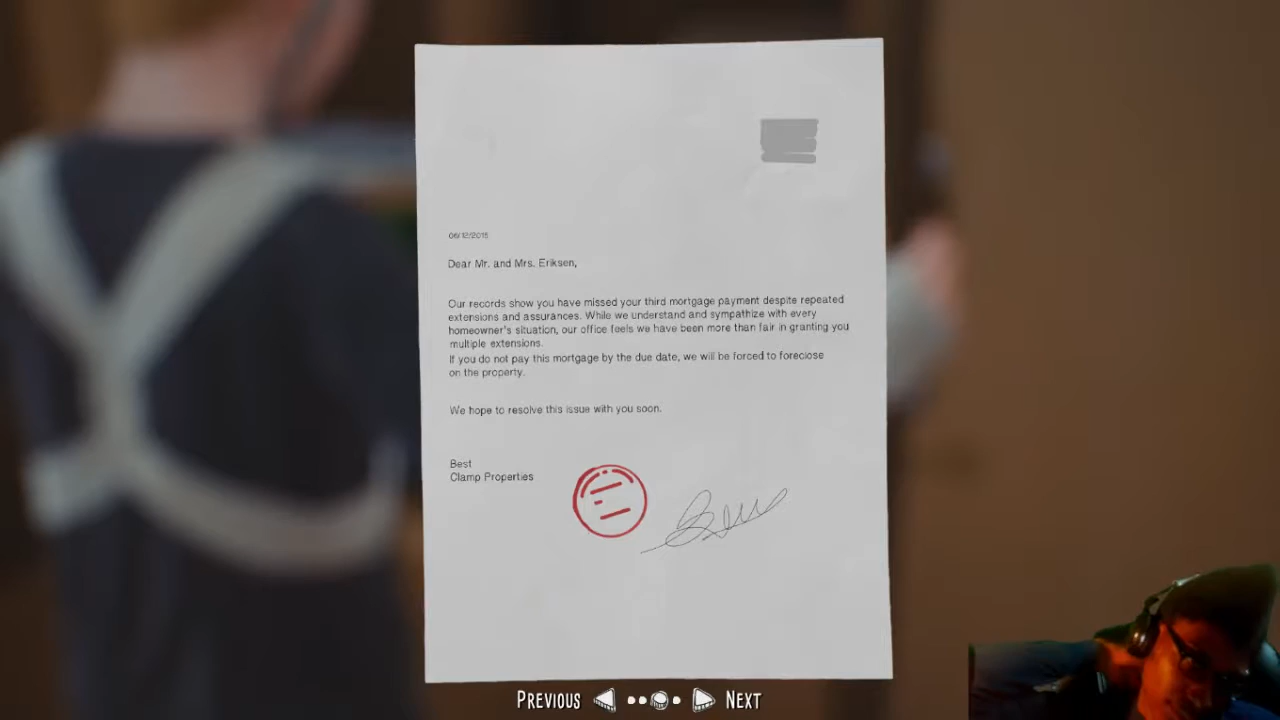 06/12/2015
Dear Mr. and Mrs. Eriksen,
Our records show you have missed your third mortgage payment despite repeated
extensions and assurances. While we understand and sympathize with every
homeowner's situation, our office feels we have been more than fair in granting you
multiple extensions.
If you do not pay this mortgage by the due date, we will be forced to foreclose
on the property.
We hope to resolve this issue with you soon.
Best
Clamp Properties
PREVIOUS NEXT